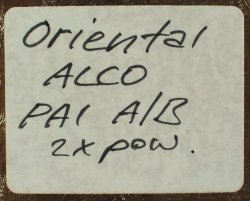 Oriental
ALCO
PA1 A/B
2x pow.